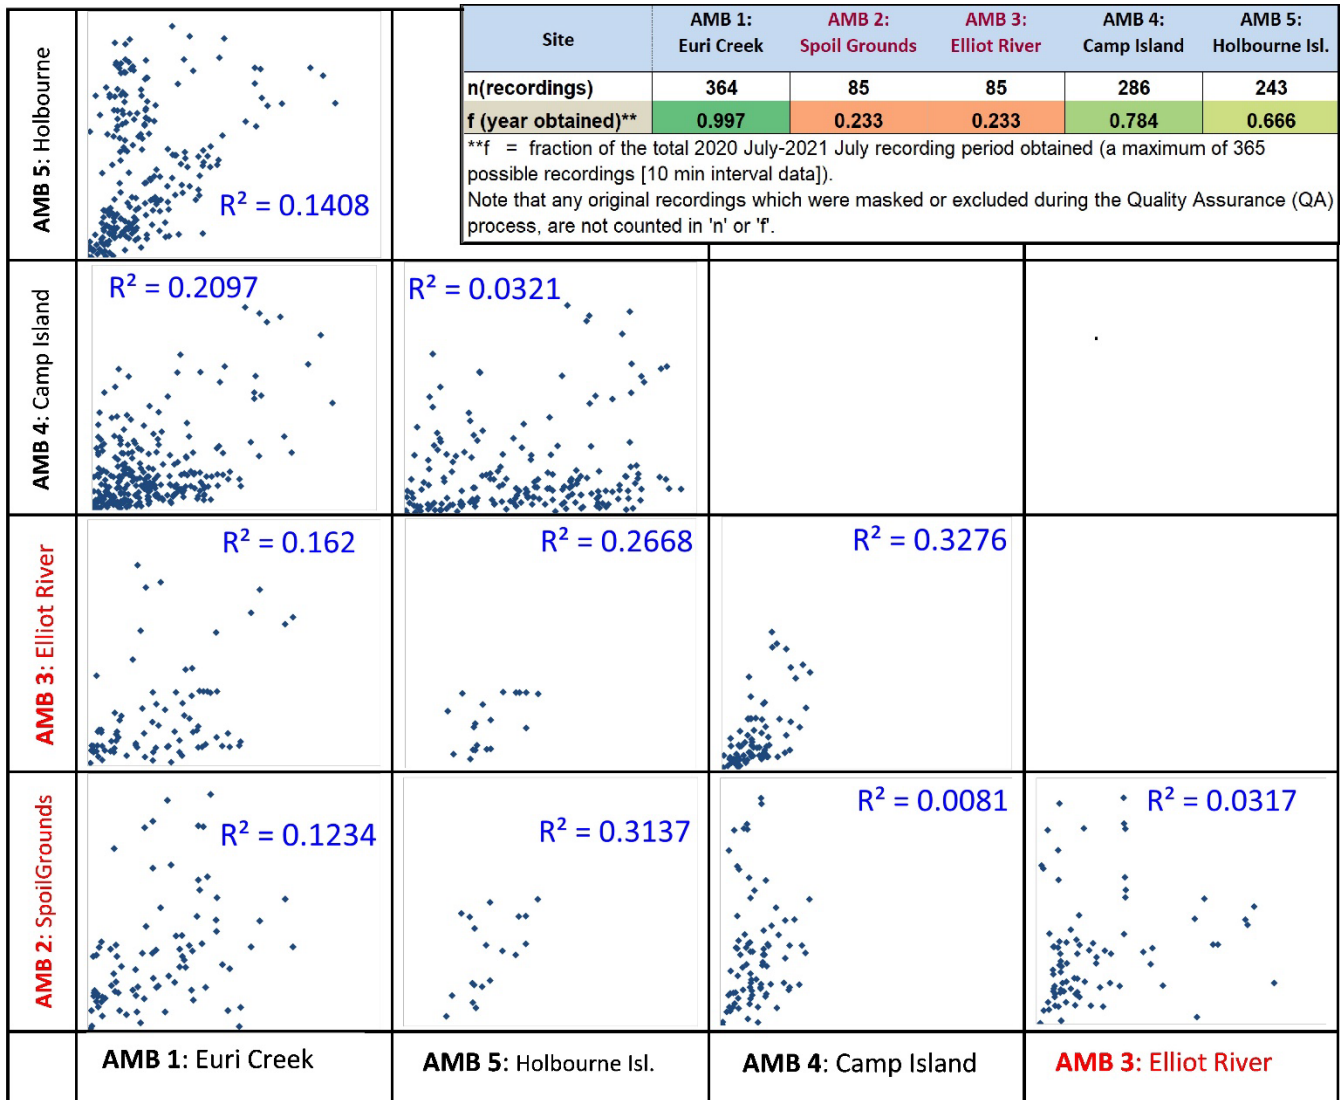 Site
AMB 1:
Euri Creek
AMB 2:
Spoil Grounds
AMB 3:
Elliot River
AMB 4:
Camp Island
AMB 5:
Holbourne Isl.
n(recordings) 364 85 85 286 243
f (year obtained)** 0.997 0.233 0.233 0.784 0.666
**f = fraction of the total 2020 July-2021 July recording period obtained (a maximum of 365
possible recordings [10 min interval data]).
Note that any original recordings which were masked or excluded during the Quality Assurance (QA)
process, are not counted in 'n' or 'f'.
AMB 5: Holbourne
R² = 0.1408
AMB 4: Camp Island
R² = 0.2097
R² = 0.0321
AMB 3: Elliot River
R² = 0.162
R² = 0.2668
R² = 0.3276
AMB 2: SpoilGrounds
R² = 0.1234
R² = 0.3137
R² = 0.0081
R² = 0.0317
AMB 1: Euri Creek
AMB 5: Holbourne Isl.
AMB 4: Camp Island
AMB 3: Elliot River